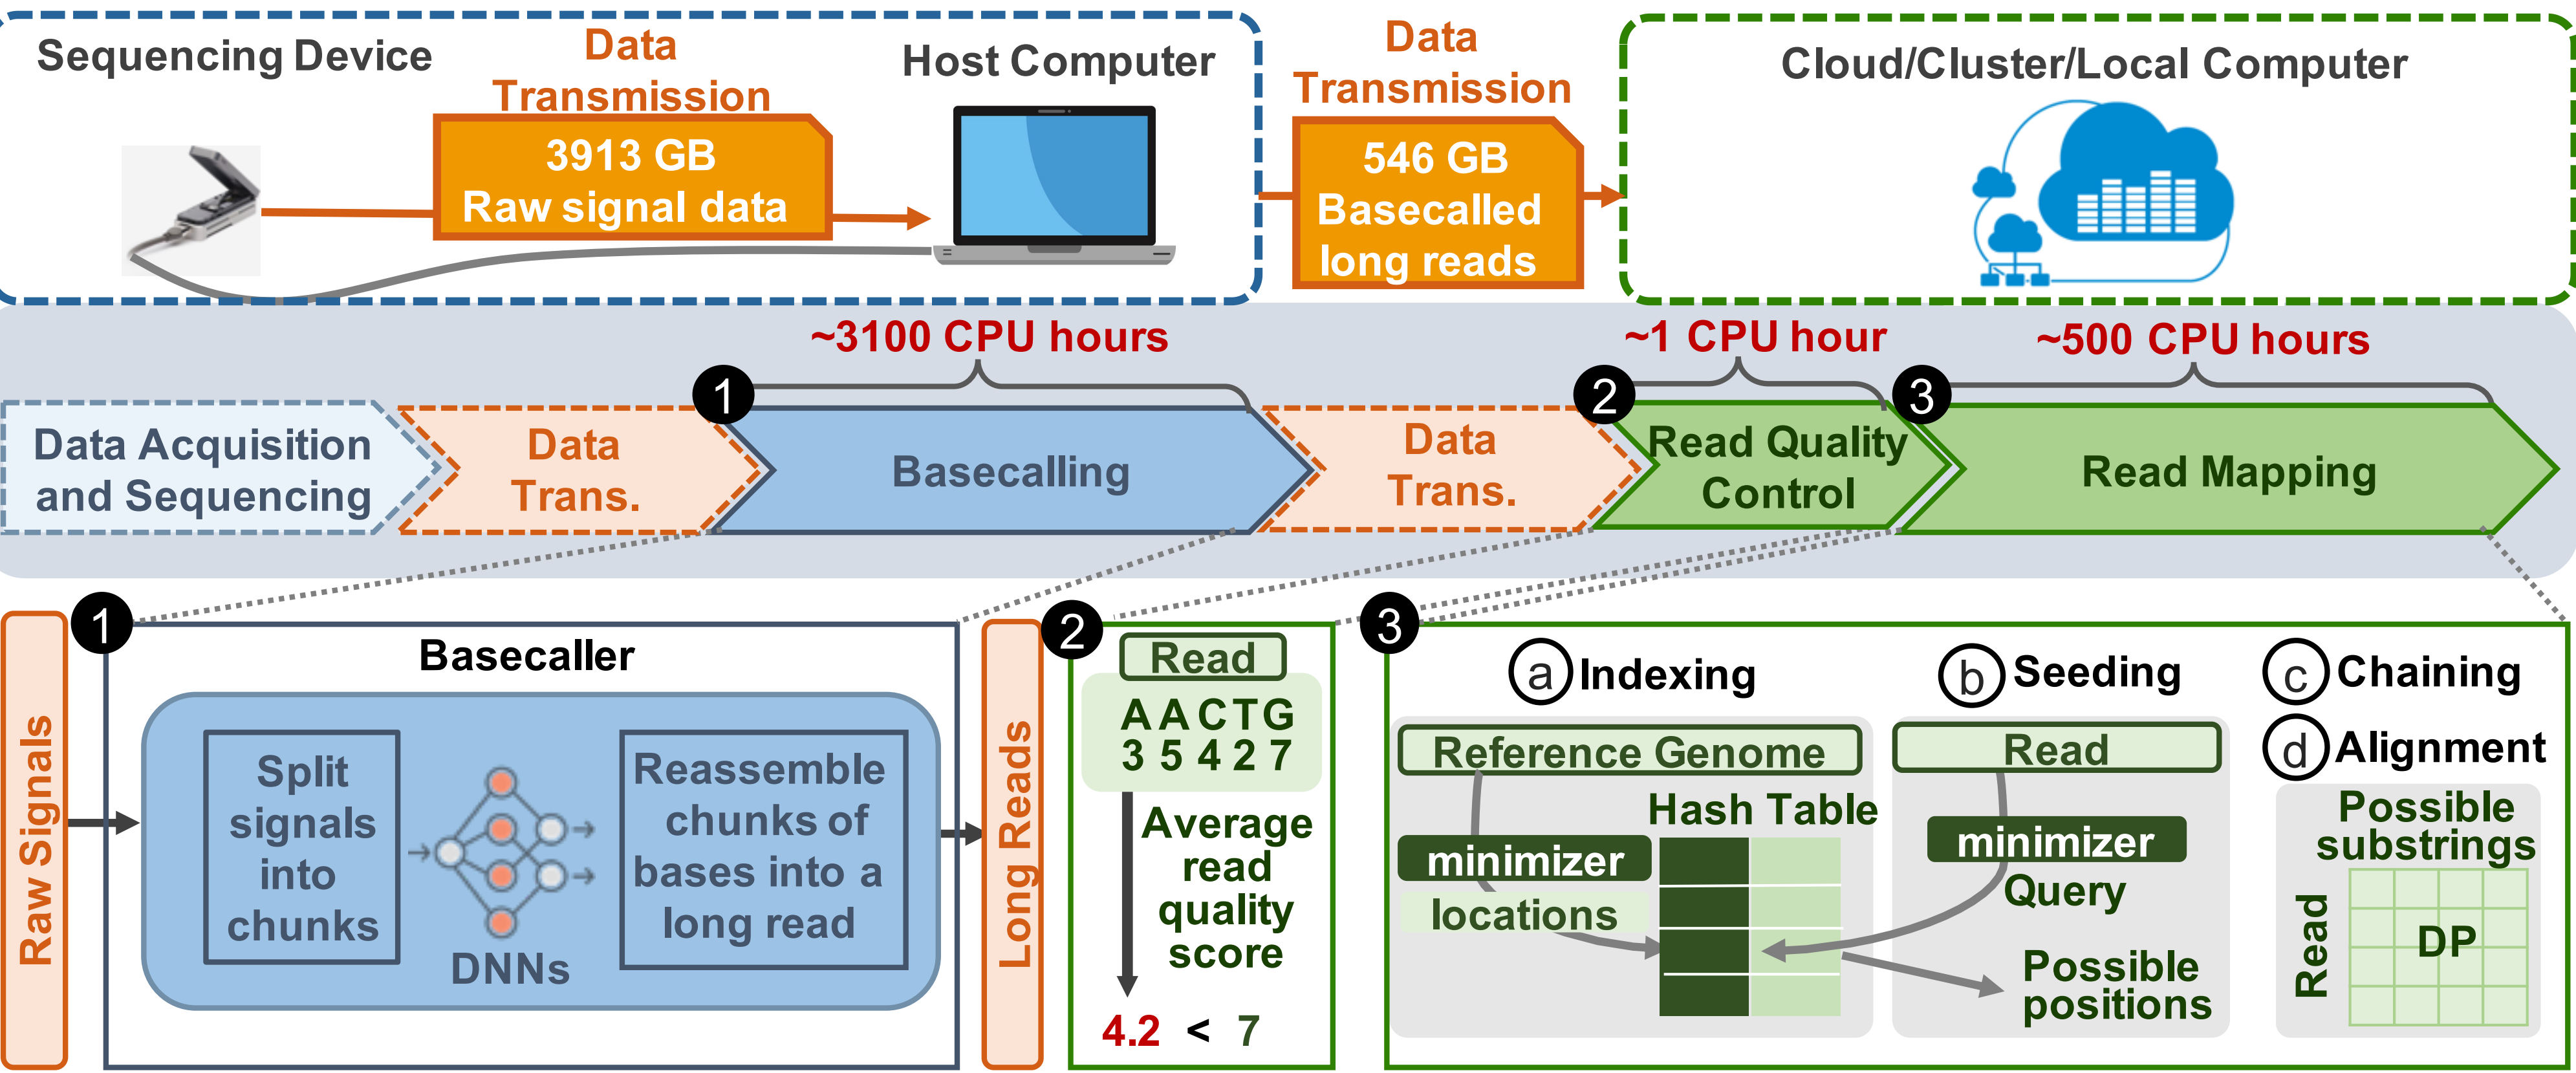 Sequencing Device
Data
Transmission
3913 GB
Raw signal data
Host Computer
Data
Transmission
546 GB
Basecalled
long reads
Cloud/Cluster/Local Computer
~3100 CPU hours
~1 CPU hour
~500 CPU hours
Data Acquisition
and Sequencing
Data
Trans.
1
Basecalling
Data
Trans.
2
Read Quality
Control
3
Read Mapping
Raw Signals
1
Basecaller
Split
signals
into
chunks
DNNs
Reassemble
chunks of
bases into a
long read
Long Reads
2
Read
A A C T G
3 5 4 2 7
Average
read
quality
score
4.2 < 7
3
a Indexing
Reference Genome
Hash Table
minimizer
locations
b Seeding
Read
minimizer
Query
Possible
positions
c Chaining
d Alignment
Possible
substrings
Read
DP